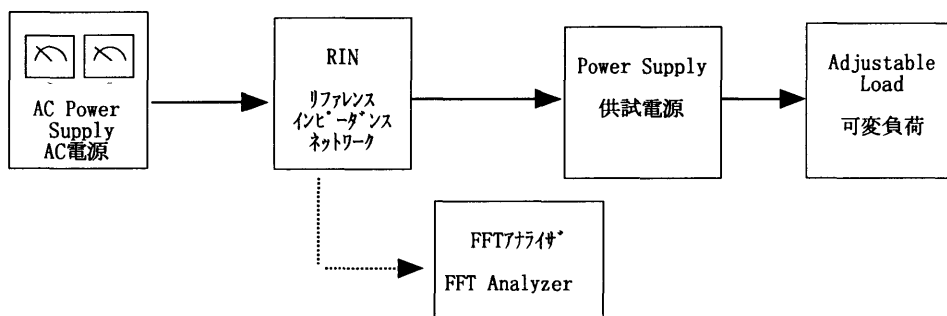 AC Power
Supply
AC電源
RIN
リファレンス
インピーダンス
ネットワーク
Power Supply
供試電源
Adjustable
Load
可変負荷
FFTアナライザ
FFT Analyzer